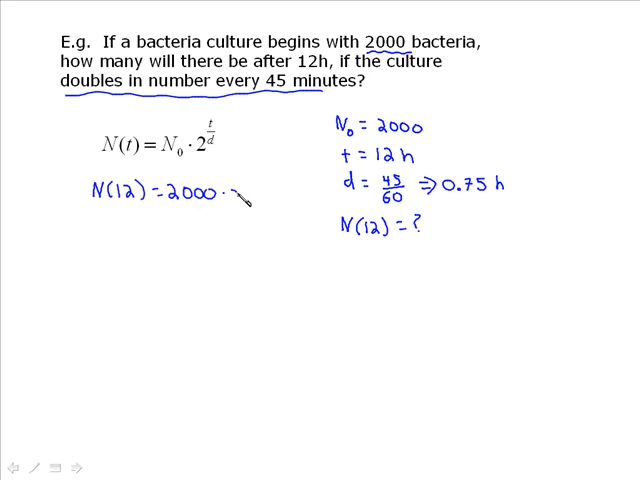 E.g. If a bacteria culture begins with 2000 bacteria,
how many will there be after 12h, if the culture
doubles in number every 45 minutes?
N(t) = N₀ · 2^(t/d)
N(12) = 2000 ·
N₀ = 2000
t = 12 h
d = 45/60 ⇒ 0.75 h
N(12) = ?